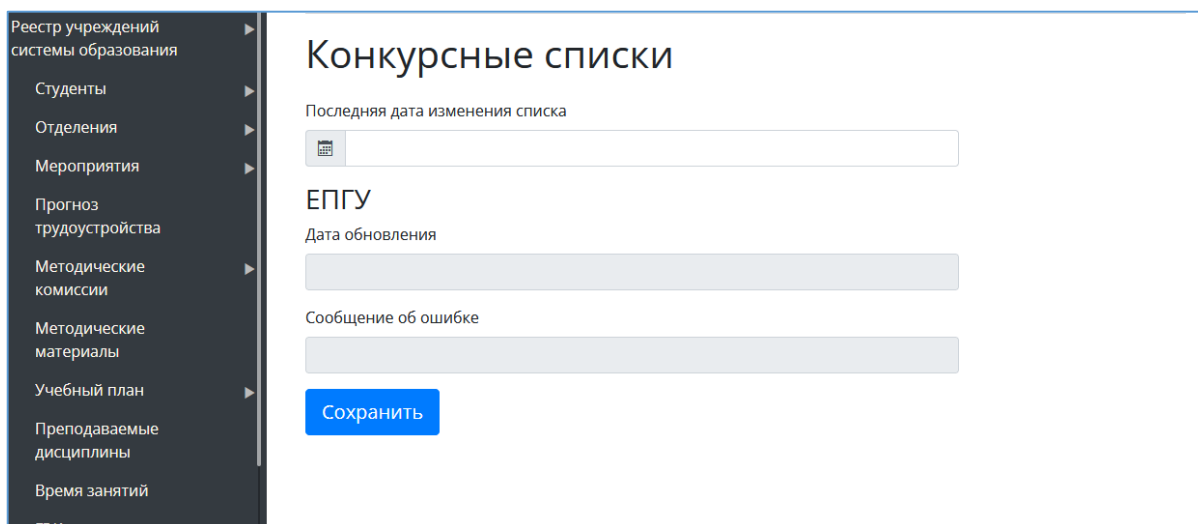 Реестр учреждений
системы образования
Студенты
Отделения
Мероприятия
Прогноз
трудоустройства
Методические
комиссии
Методические
материалы
Учебный план
Преподаваемые
дисциплины
Время занятий
Конкурсные списки
Последняя дата изменения списка
ЕПГУ
Дата обновления
Сообщение об ошибке
Сохранить